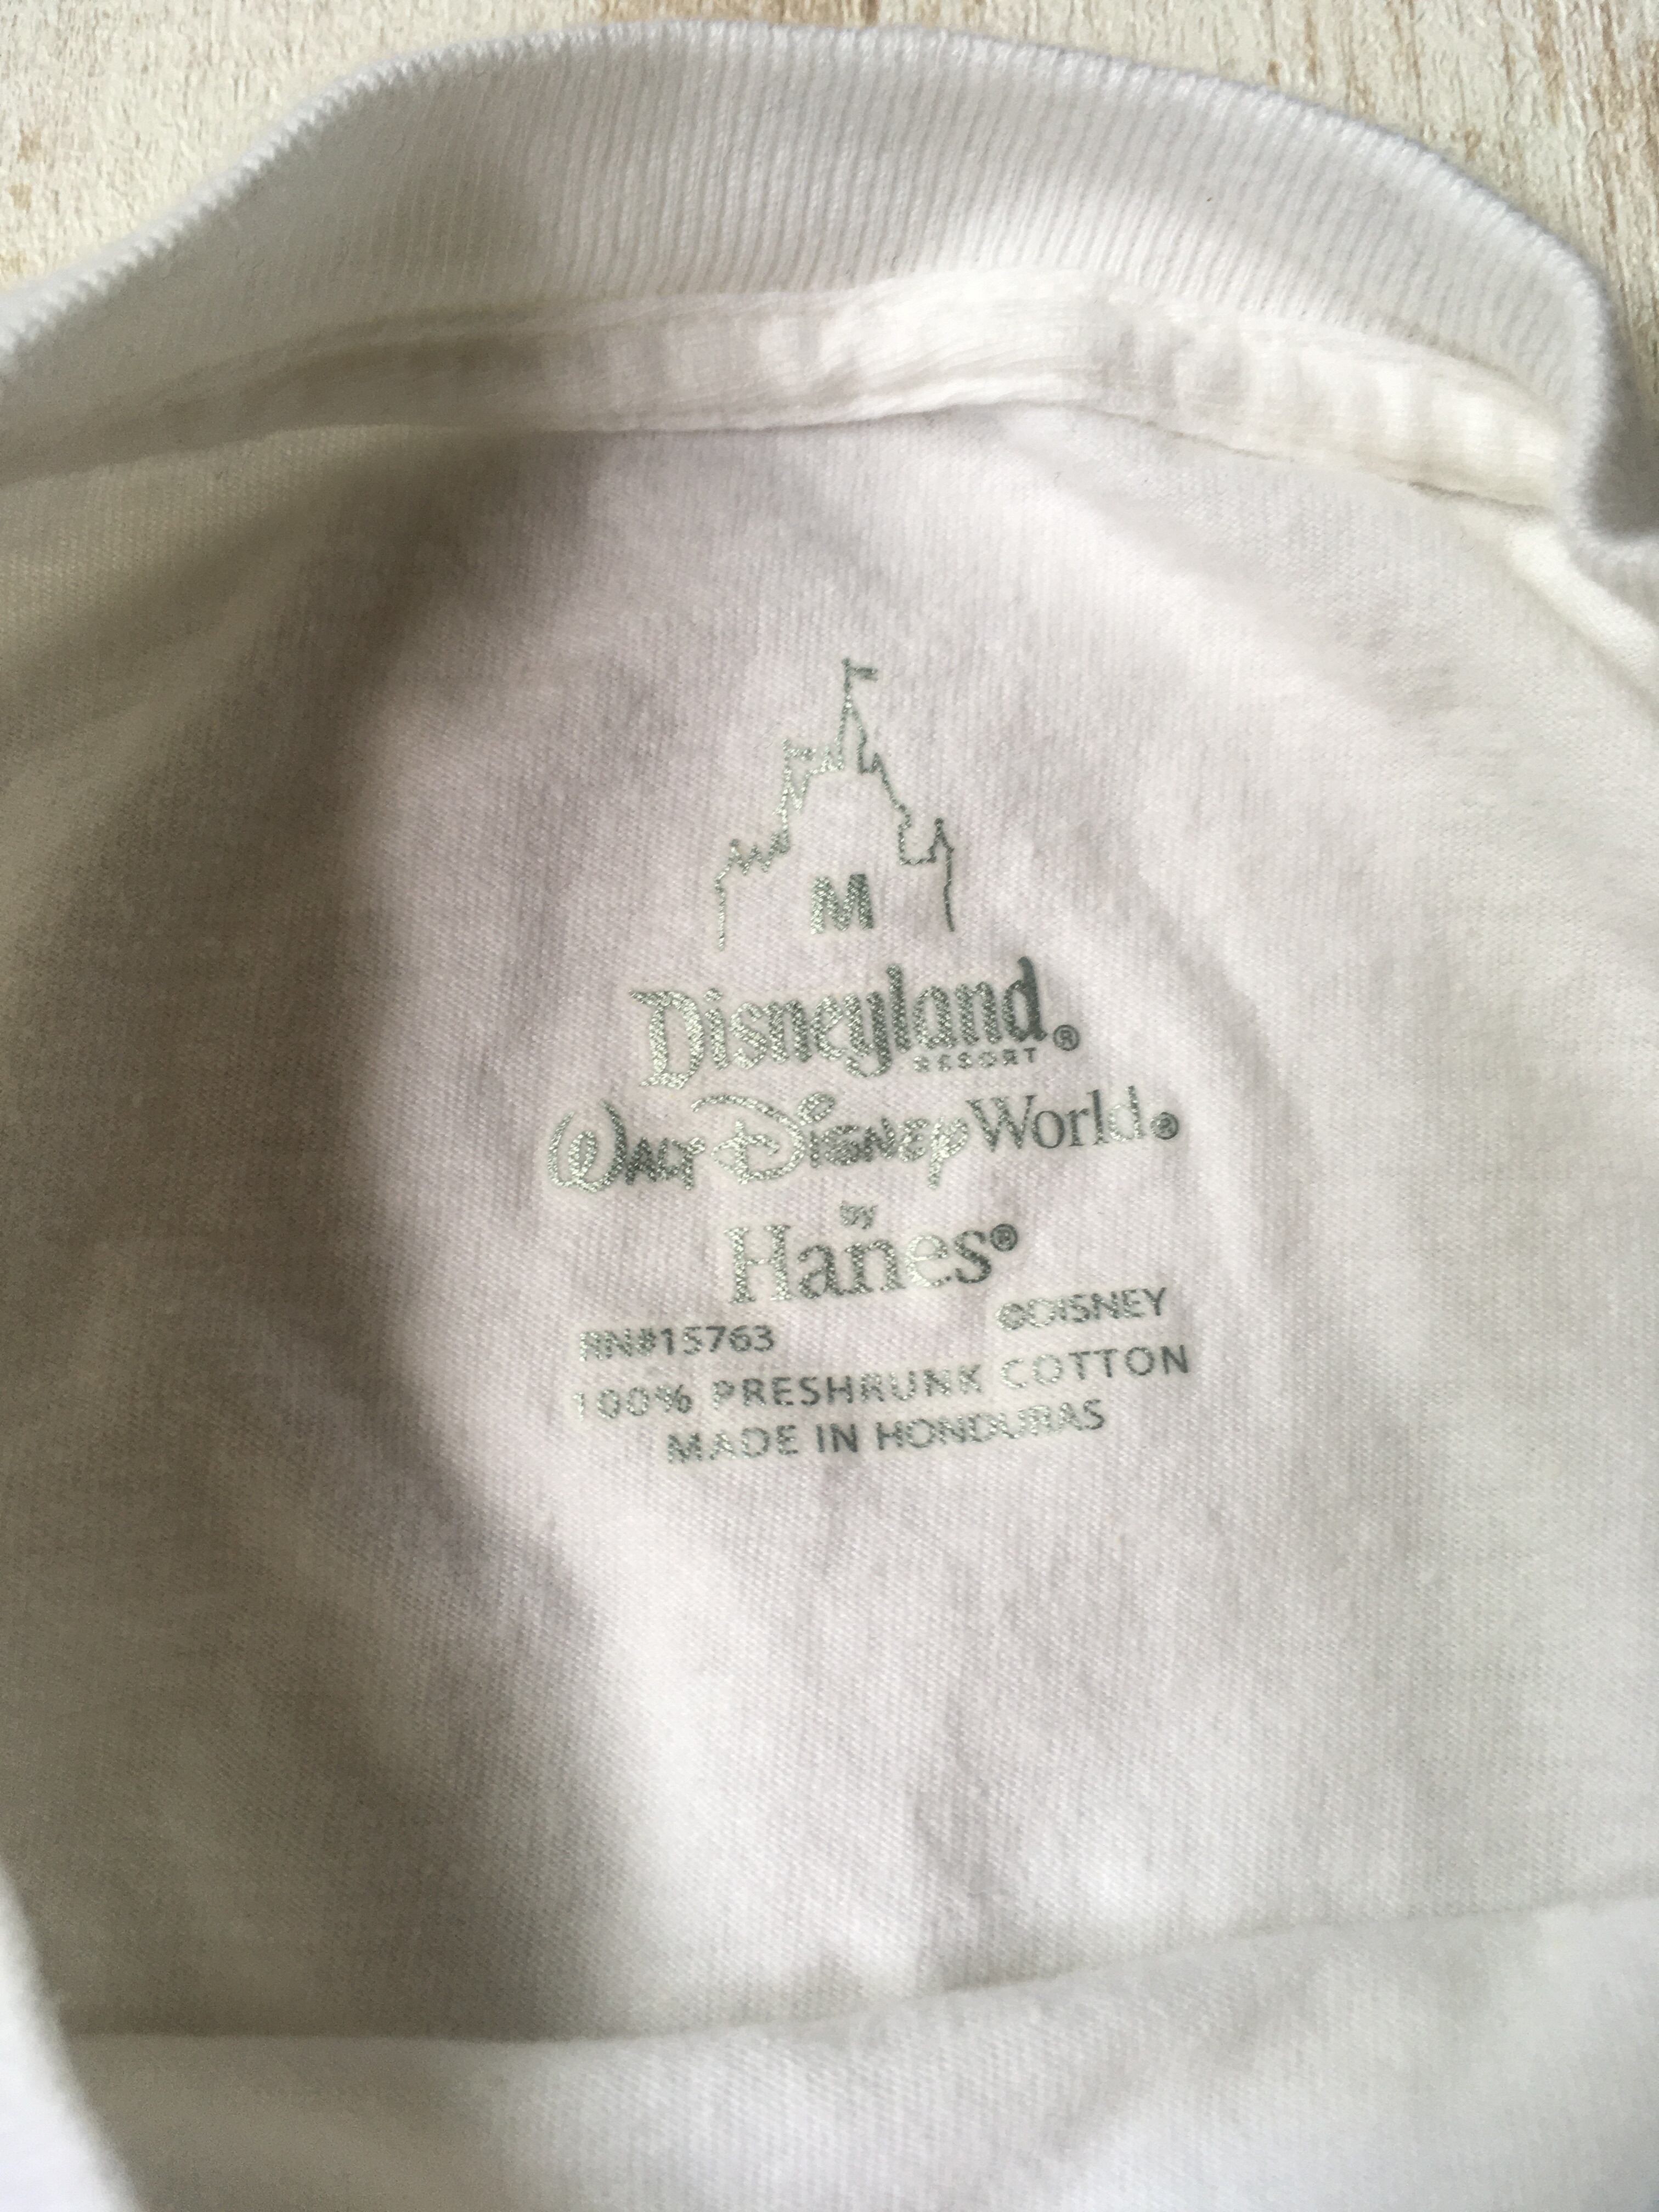 M
Disneyland®
RESORT
WALT DISNEY World®
by
Hanes®
RN#15763 ©DISNEY
100% PRESHRUNK COTTON
MADE IN HONDURAS